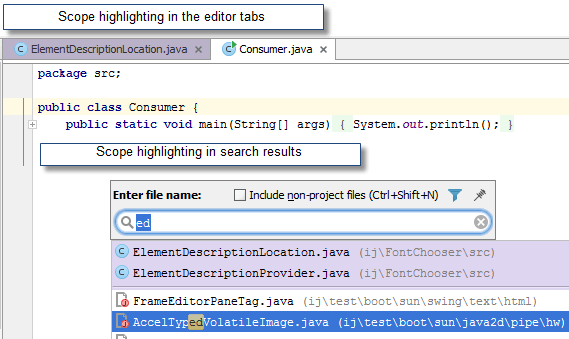 Scope highlighting in the editor tabs
ElementDescriptionLocation.java × Consumer.java ×
package src;
public class Consumer {
public static void main(String[] args) { System.out.println(); }
Scope highlighting in search results
Enter file name: Include non-project files (Ctrl+Shift+N)
ed
ElementDescriptionLocation.java (ij\FontChooser\src)
ElementDescriptionProvider.java (ij\FontChooser\src)
FrameEditorPaneTag.java (ij\test\boot\sun\swing\text\html)
AccelTypedVolatileImage.java (ij\test\boot\sun\java2d\pipe\hw)